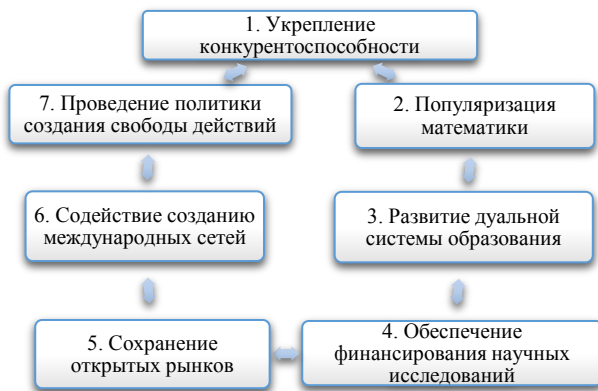 1. Укрепление
конкурентоспособности
7. Проведение политики
создания свободы действий
2. Популяризация
математики
6. Содействие созданию
международных сетей
3. Развитие дуальной
системы образования
5. Сохранение
открытых рынков
4. Обеспечение
финансирования научных
исследований